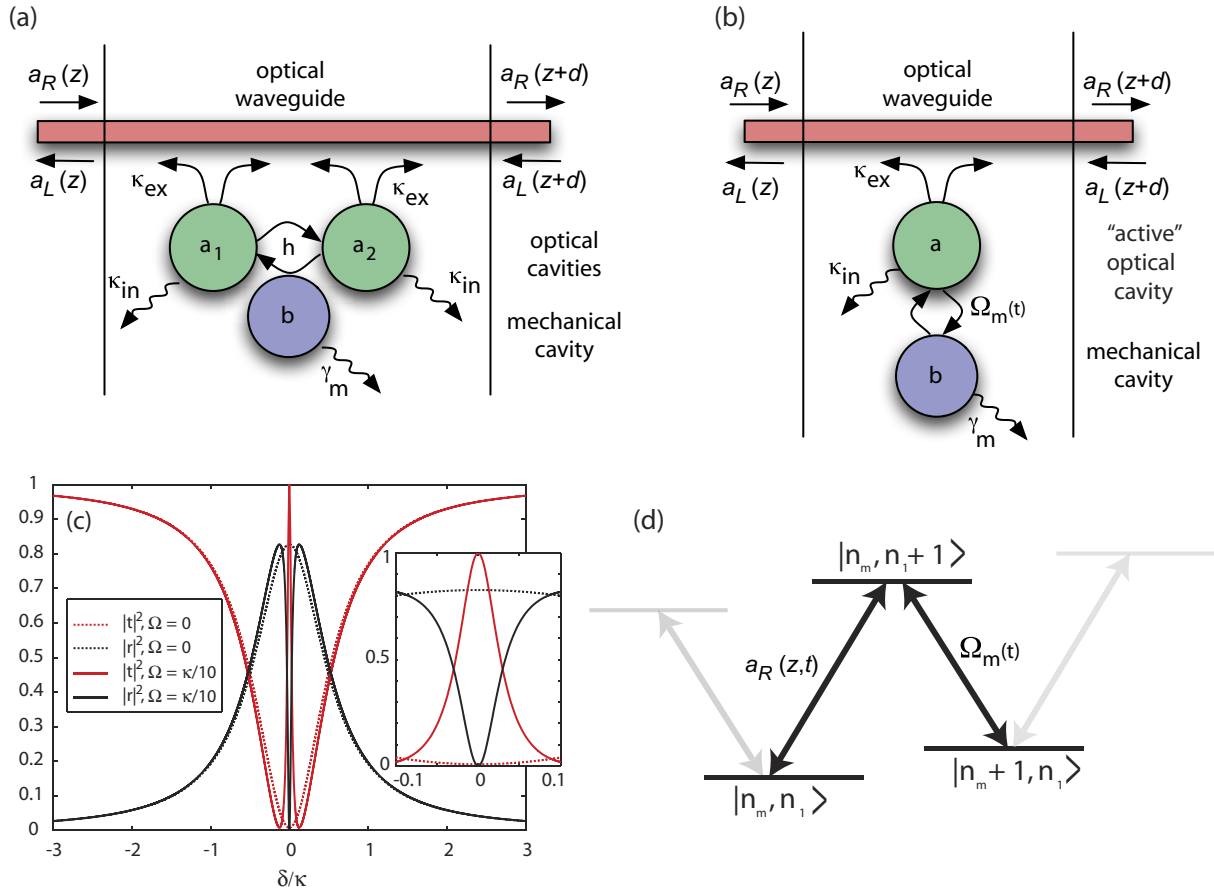 (a)
a_R(z)
optical
waveguide
a_R(z+d)
a_L(z)
a_L(z+d)
κ_ex
κ_ex
a_1
h
a_2
optical
cavities
κ_in
κ_in
b
mechanical
cavity
γ_m
(b)
a_R(z)
optical
waveguide
a_R(z+d)
a_L(z)
a_L(z+d)
κ_ex
a
"active"
optical
cavity
κ_in
Ω_m(t)
b
mechanical
cavity
γ_m
(c)
1
0.9
0.8
0.7
0.6
0.5
0.4
0.3
0.2
0.1
0
-3
-2
-1
0
1
2
3
δ/κ
|t|², Ω = 0
|r|², Ω = 0
|t|², Ω = κ/10
|r|², Ω = κ/10
1
0.5
0
-0.1
0
0.1
(d)
|n_m, n_1+ 1⟩
a_R(z,t)
Ω_m(t)
|n_m, n_1⟩
|n_m+ 1, n_1⟩